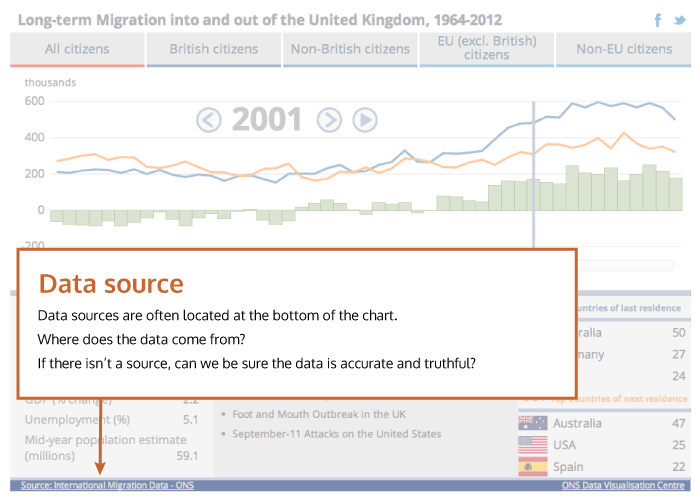 Long-term Migration into and out of the United Kingdom, 1964-2012
All citizens
British citizens
Non-British citizens
EU (excl. British)
citizens
Non-EU citizens
thousands
2001
600
400
200
0
200
Data source
Data sources are often located at the bottom of the chart.
Where does the data come from?
If there isn't a source, can we be sure the data is accurate and truthful?
untries of last residence
ralia 50
many 27
24
GDP (% change) 2.2
Unemployment (%) 5.1
Mid-year population estimate
(millions) 59.1
• Foot and Mouth Outbreak in the UK
• September-11 Attacks on the United States
Top countries of next residence
Australia 47
USA 25
Spain 22
Source: International Migration Data - ONS
ONS Data Visualisation Centre